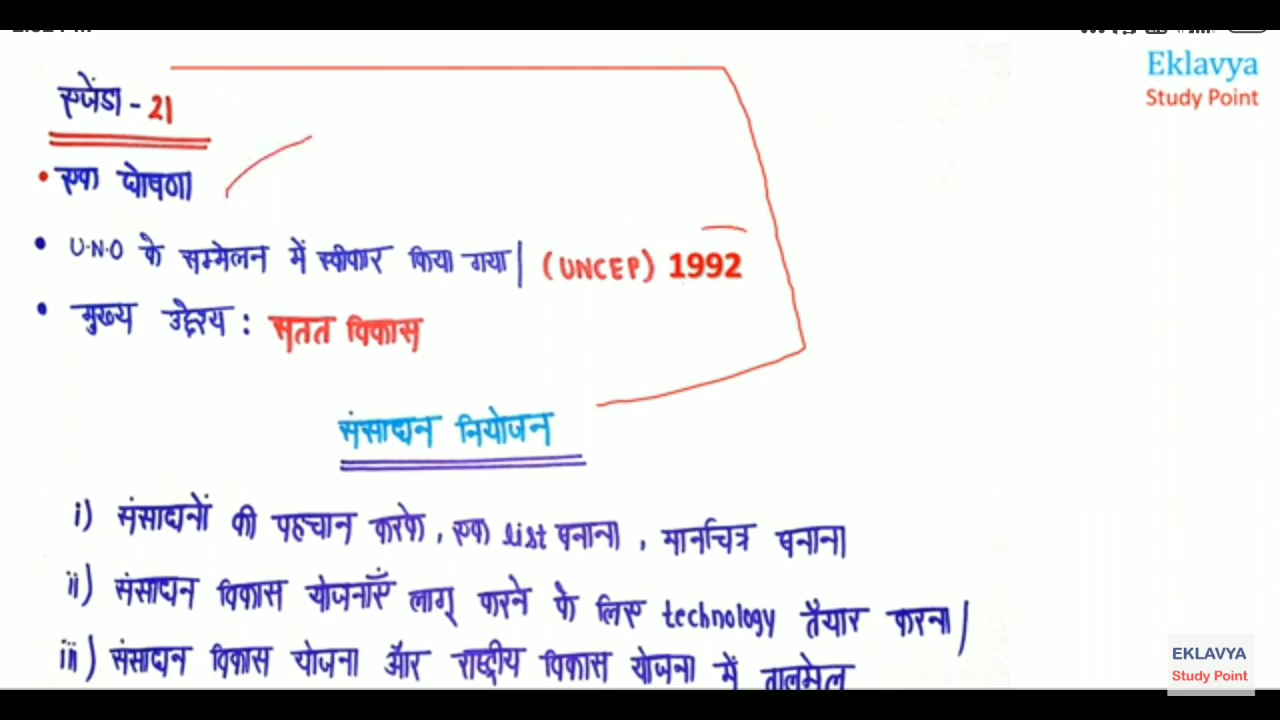 Eklavya
Study Point
एजेंडा - 21
• एक घोषणा
• U.N.O के सम्मेलन में स्वीकार किया गया| (UNCEP) 1992
• मुख्य उद्देश्य : सतत विकास
संसाधन नियोजन
i) संसाधनों की पहचान करके, एक list बनाना, मानचित्र बनाना
ii) संसाधन विकास योजनाएँ लागू करने के लिए technology तैयार करना|
iii) संसाधन विकास योजना और राष्ट्रीय विकास योजना में तालमेल
EKLAVYA
Study Point